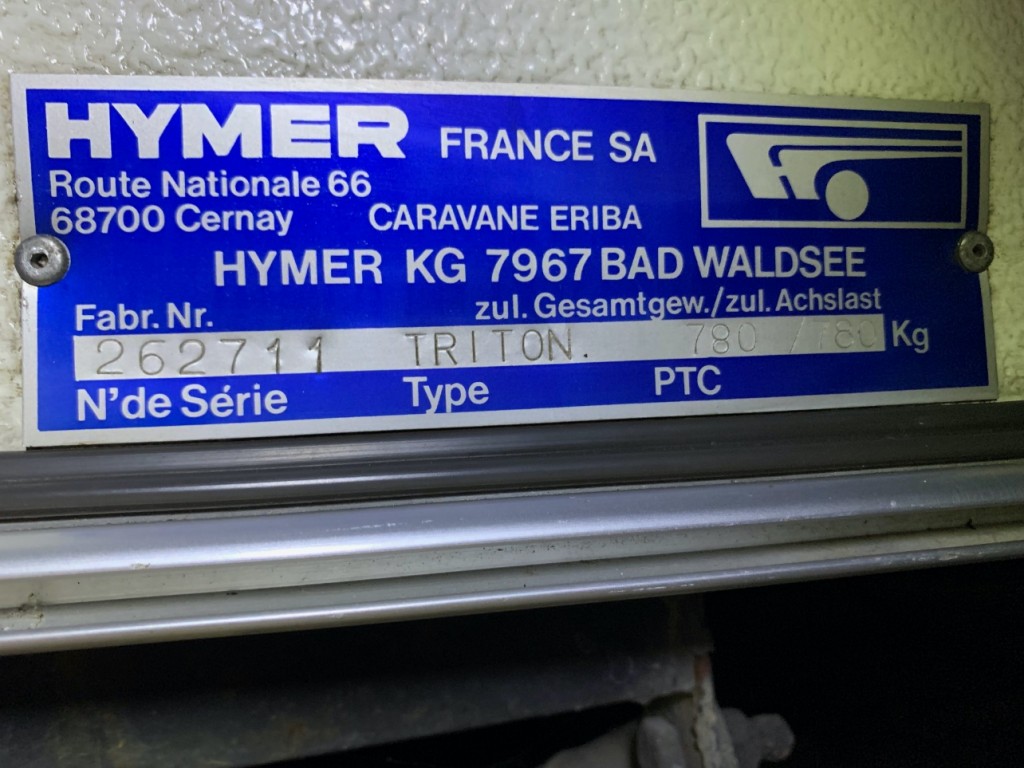 HYMER FRANCE SA
Route Nationale 66
68700 Cernay CARAVANE ERIBA
HYMER KG 7967 BAD WALDSEE
Fabr. Nr. zul. Gesamtgew./zul. Achslast
262711 TRITON. 780 /780 Kg
N'de Série Type PTC